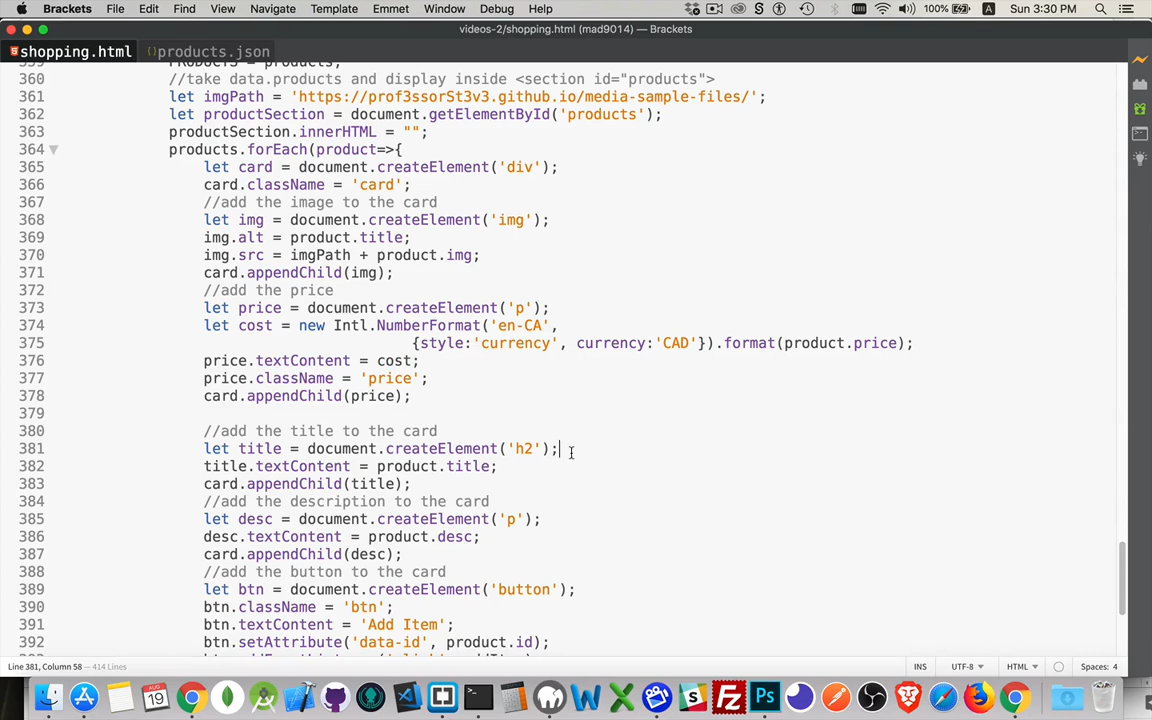 Brackets File Edit Find View Navigate Template Emmet Window Debug Help 100% Sun 3:30 PM
videos-2/shopping.html (mad9014) — Brackets
shopping.html products.json
360 //take data.products and display inside <section id="products">
361 let imgPath = 'https://prof3ssorSt3v3.github.io/media-sample-files/';
362 let productSection = document.getElementById('products');
363 productSection.innerHTML = "";
364 products.forEach(product=>{
365 let card = document.createElement('div');
366 card.className = 'card';
367 //add the image to the card
368 let img = document.createElement('img');
369 img.alt = product.title;
370 img.src = imgPath + product.img;
371 card.appendChild(img);
372 //add the price
373 let price = document.createElement('p');
374 let cost = new Intl.NumberFormat('en-CA',
375 {style:'currency', currency:'CAD'}).format(product.price);
376 price.textContent = cost;
377 price.className = 'price';
378 card.appendChild(price);
379
380 //add the title to the card
381 let title = document.createElement('h2');
382 title.textContent = product.title;
383 card.appendChild(title);
384 //add the description to the card
385 let desc = document.createElement('p');
386 desc.textContent = product.desc;
387 card.appendChild(desc);
388 //add the button to the card
389 let btn = document.createElement('button');
390 btn.className = 'btn';
391 btn.textContent = 'Add Item';
392 btn.setAttribute('data-id', product.id);
Line 381, Column 58 — 414 Lines INS UTF-8 HTML Spaces: 4